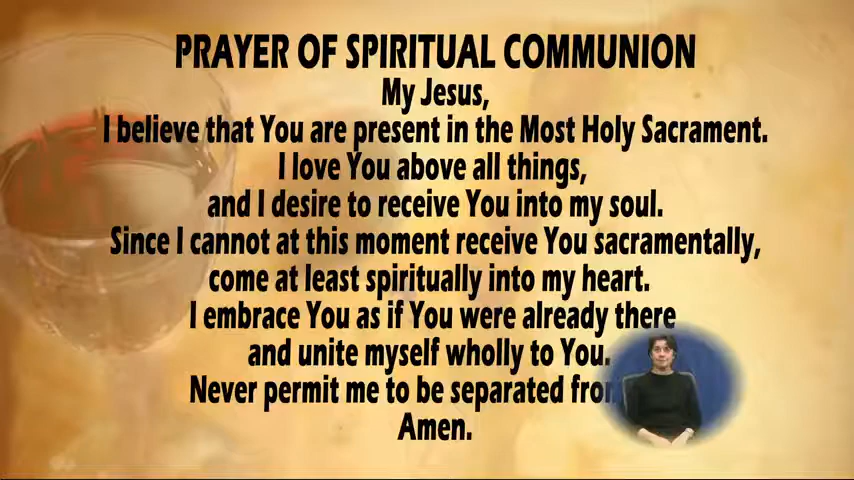 PRAYER OF SPIRITUAL COMMUNION
My Jesus,
I believe that You are present in the Most Holy Sacrament.
I love You above all things,
and I desire to receive You into my soul.
Since I cannot at this moment receive You sacramentally,
come at least spiritually into my heart.
I embrace You as if You were already there
and unite myself wholly to You.
Never permit me to be separated
Amen.